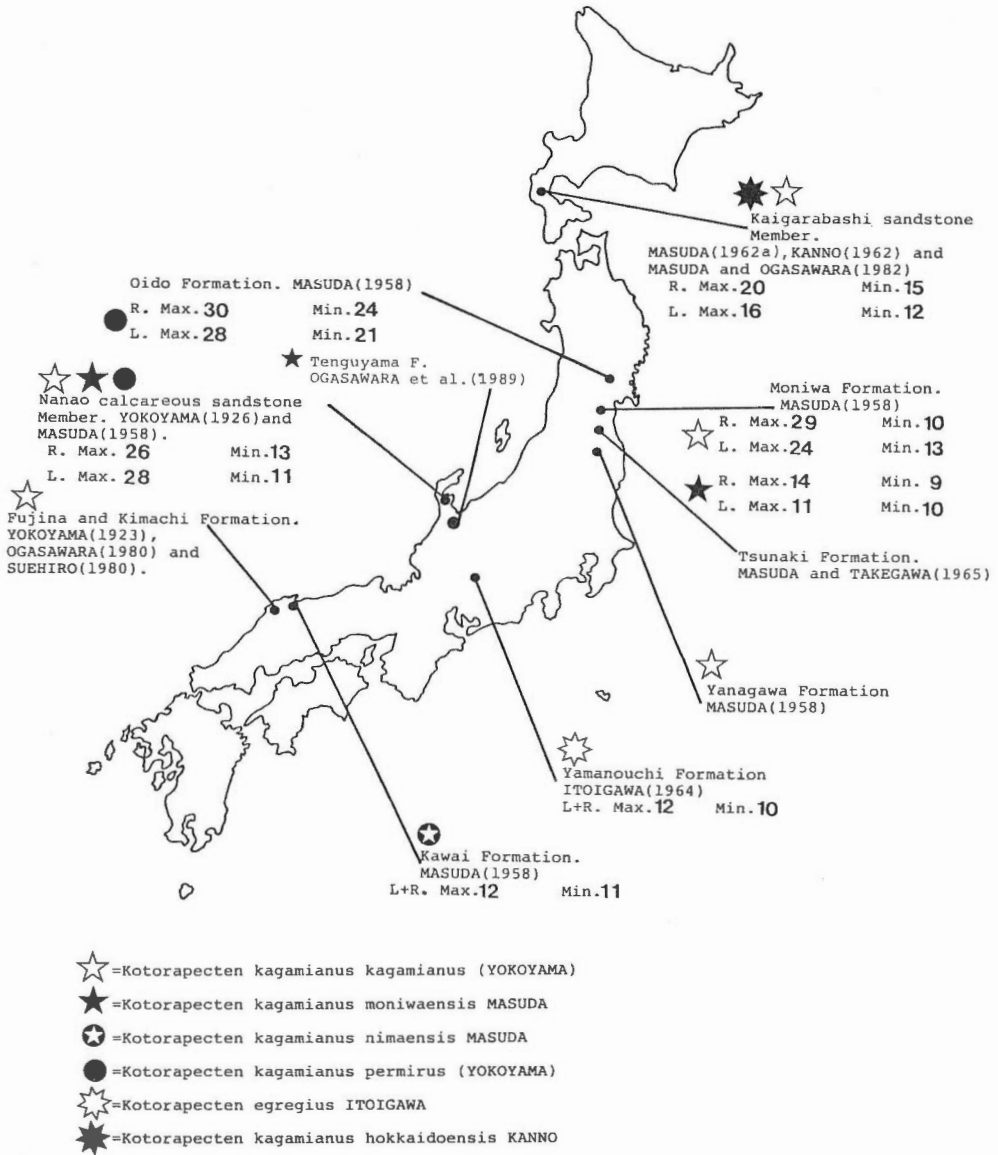 Kaigarabashi sandstone
Member.
MASUDA(1962a),KANNO(1962) and
MASUDA and OGASAWARA(1982)
R. Max.20 Min.15
L. Max.16 Min.12
Oido Formation. MASUDA(1958)
R. Max.30 Min.24
L. Max.28 Min.21
Tenguyama F.
OGASAWARA et al.(1989)
Nanao calcareous sandstone
Member. YOKOYAMA(1926)and
MASUDA(1958).
R. Max.26 Min.13
L. Max.28 Min.11
Moniwa Formation.
MASUDA(1958)
R. Max.29 Min.10
L. Max.24 Min.13
R. Max.14 Min. 9
L. Max.11 Min.10
Fujina and Kimachi Formation.
YOKOYAMA(1923),
OGASAWARA(1980) and
SUEHIRO(1980).
Tsunaki Formation.
MASUDA and TAKEGAWA(1965)
Yanagawa Formation
MASUDA(1958)
Yamanouchi Formation
ITOIGAWA(1964)
L+R. Max.12 Min.10
Kawai Formation.
MASUDA(1958)
L+R. Max.12 Min.11
=Kotorapecten kagamianus kagamianus (YOKOYAMA)
=Kotorapecten kagamianus moniwaensis MASUDA
=Kotorapecten kagamianus nimaensis MASUDA
=Kotorapecten kagamianus permirus (YOKOYAMA)
=Kotorapecten egregius ITOIGAWA
=Kotorapecten kagamianus hokkaidoensis KANNO